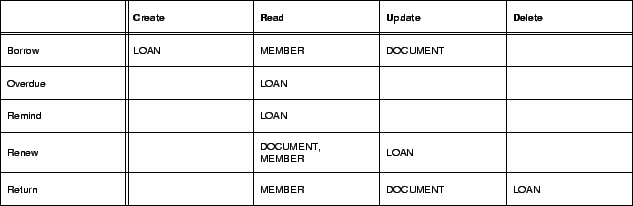 Create Read Update Delete
Borrow LOAN MEMBER DOCUMENT
Overdue LOAN
Remind LOAN
Renew DOCUMENT, MEMBER LOAN
Return MEMBER DOCUMENT LOAN